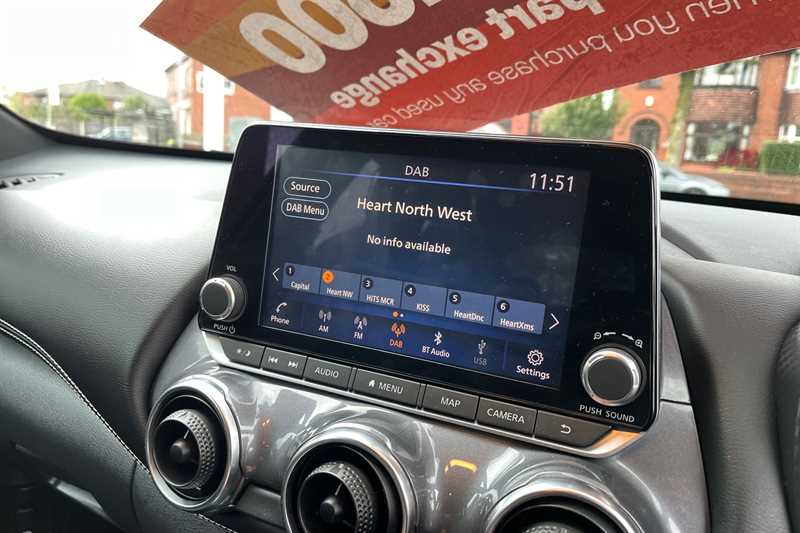 000
part exchange
when you purchase any used car
DAB
11:51
Source
DAB Menu
Heart North West
No info available
1 Capital
2 Heart NW
3 HiTS MCR
4 KISS
5 HeartDnc
6 HeartXms
Phone
AM
FM
DAB
BT Audio
USB
Settings
VOL
PUSH
AUDIO
MENU
MAP
CAMERA
PUSH SOUND